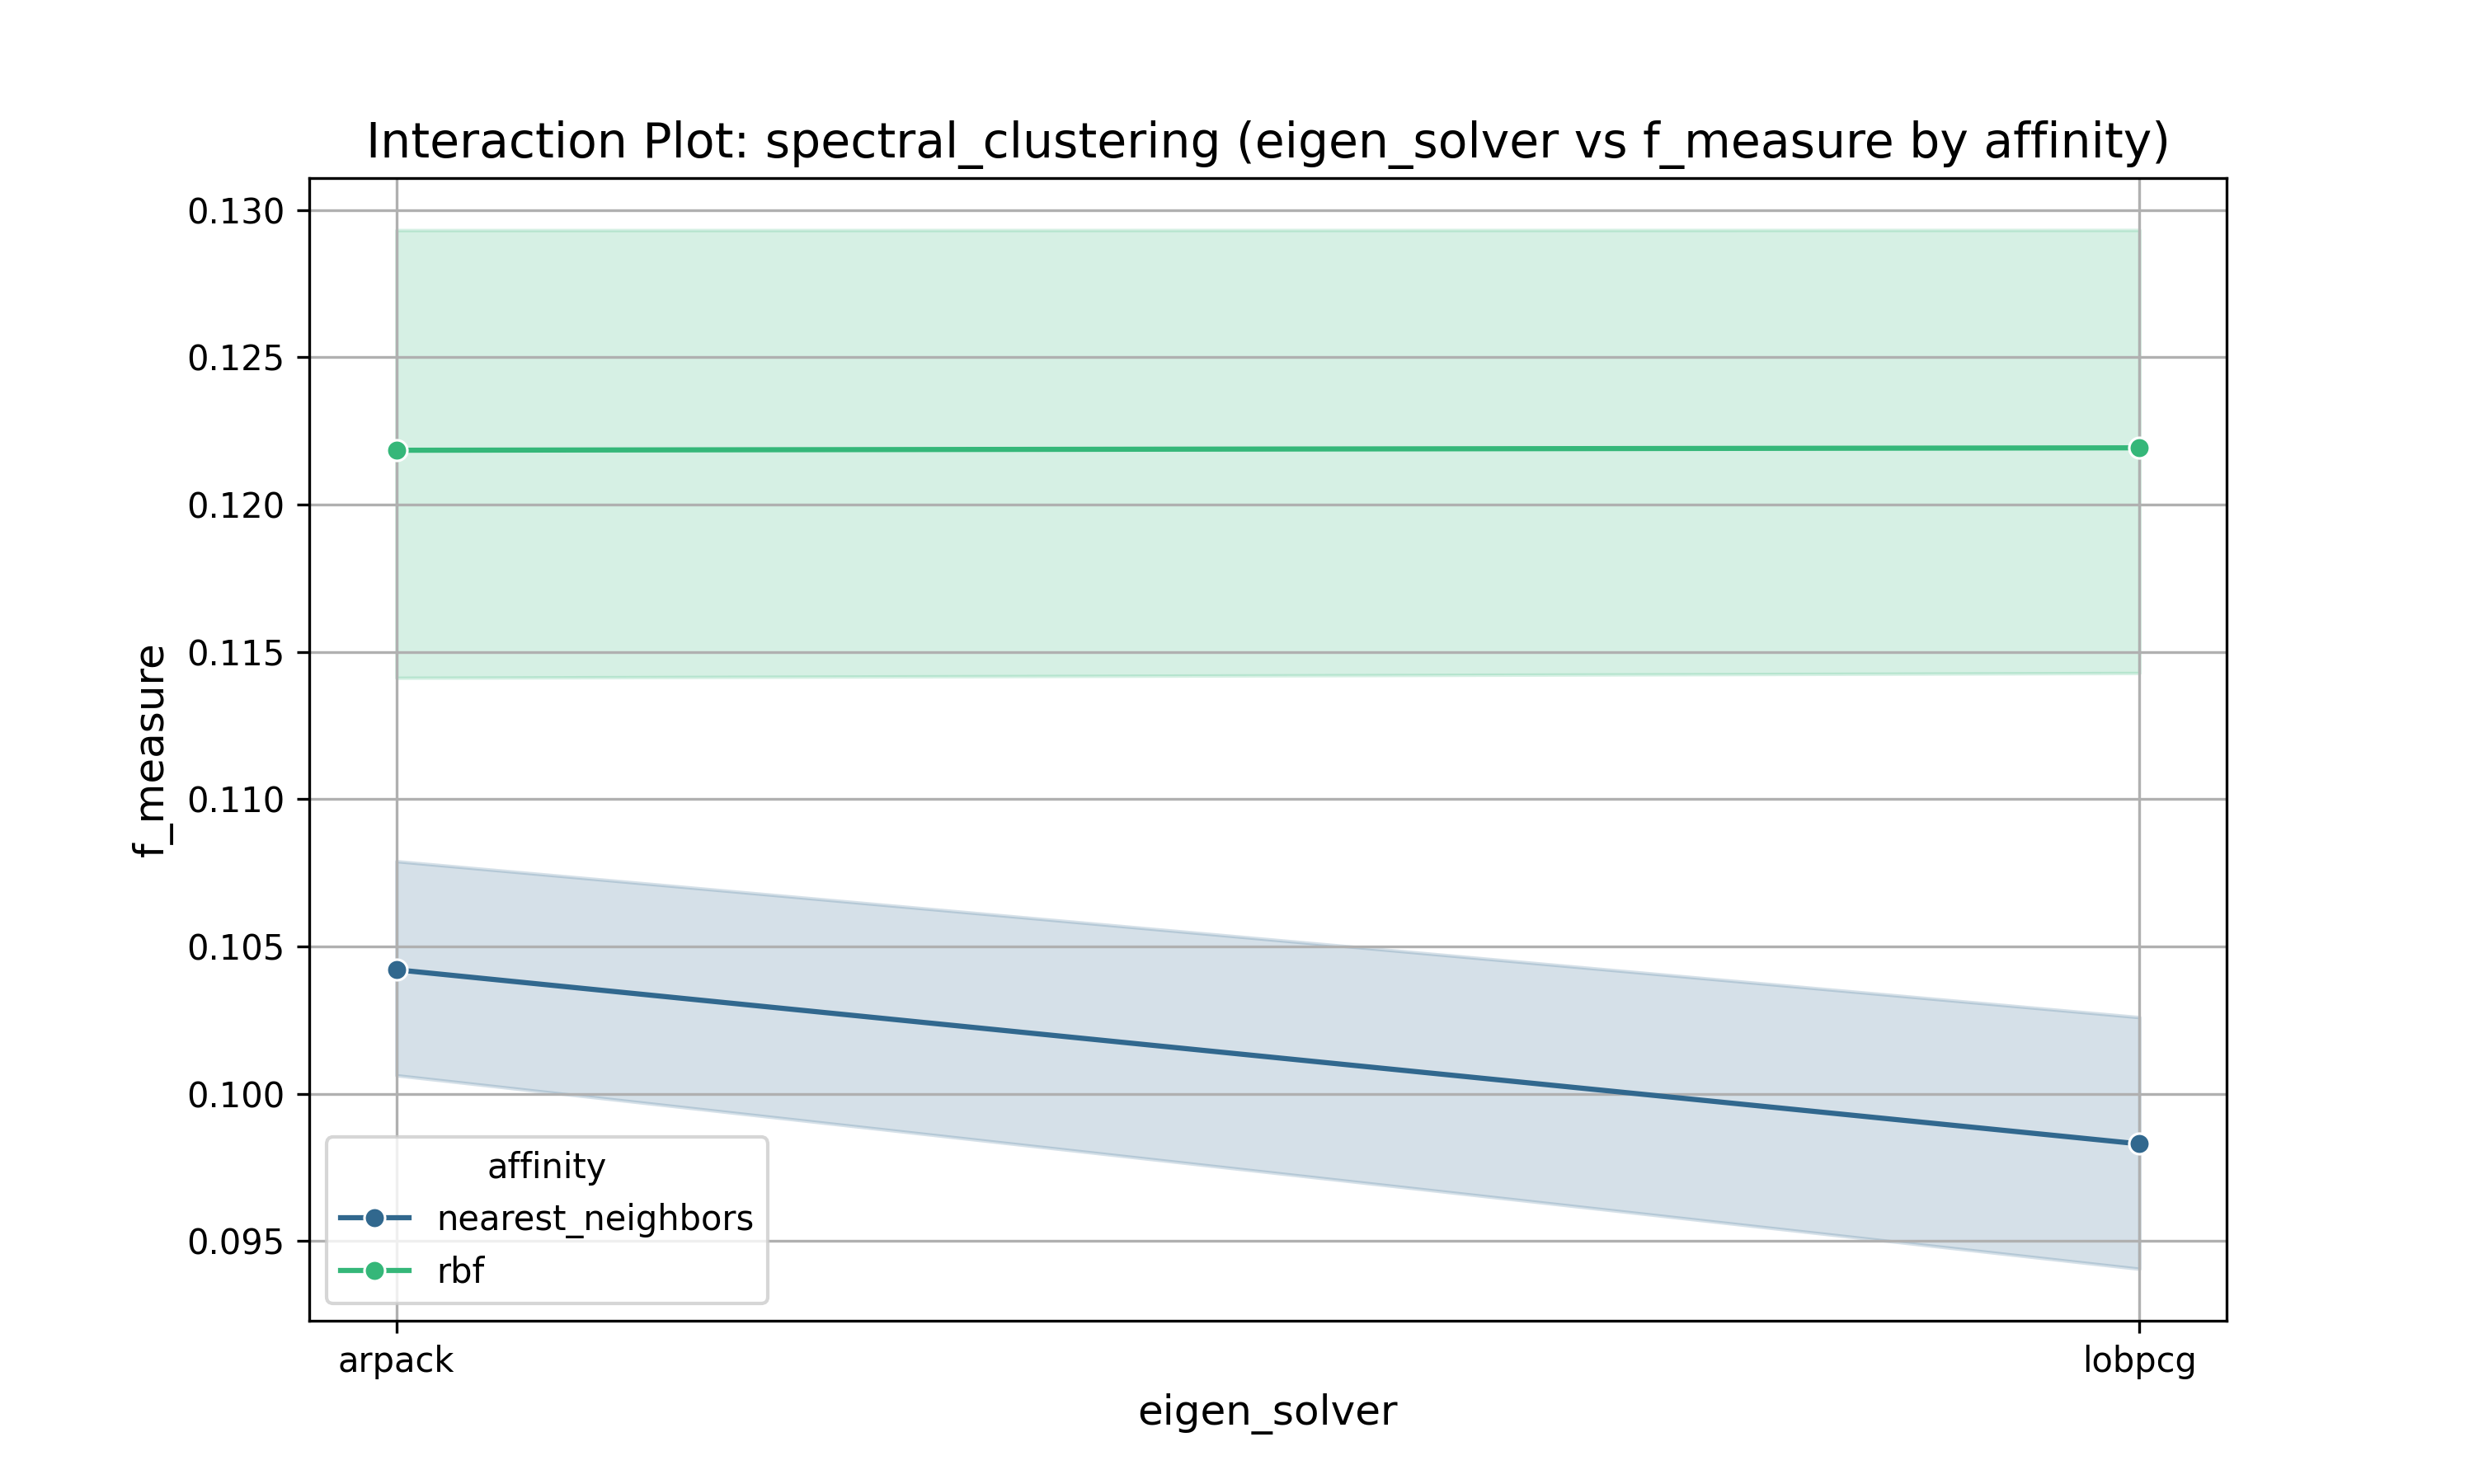 Interaction Plot: spectral_clustering (eigen_solver vs f_measure by affinity)
0.130
0.125
0.120
0.115
0.110
0.105
0.100
0.095
f_measure
affinity
nearest_neighbors
rbf
arpack
lobpcg
eigen_solver